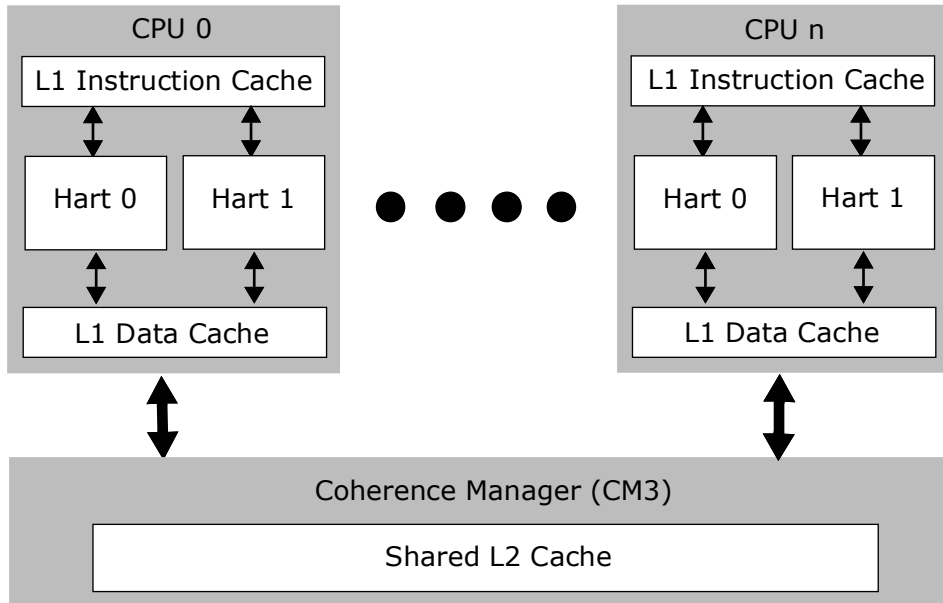 CPU 0
L1 Instruction Cache
Hart 0
Hart 1
L1 Data Cache
CPU n
L1 Instruction Cache
Hart 0
Hart 1
L1 Data Cache
Coherence Manager (CM3)
Shared L2 Cache